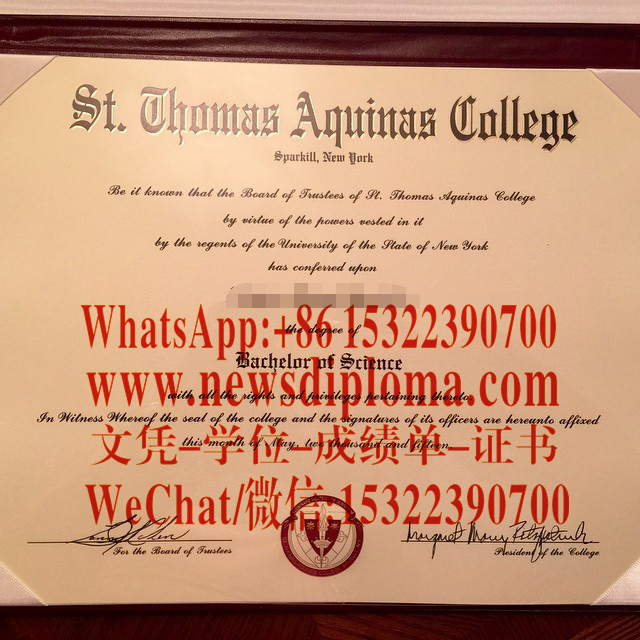 St. Thomas Aquinas College
Sparkill, New York
Be it known that the Board of Trustees of St. Thomas Aquinas College
by virtue of the powers vested in it
by the regents of the University of the State of New York
has conferred upon
WhatsApp:+86 15322390700
the degree of
Bachelor of Science
www.newsdiploma.com
with all the rights and privileges pertaining thereto
In Witness Whereof the seal of the college and the signatures of its officers are hereunto affixed
文凭–学位–成绩单–证书
this month of May, two thousand and fifteen
WeChat/微信:15322390700
For the Board of Trustees
President of the College